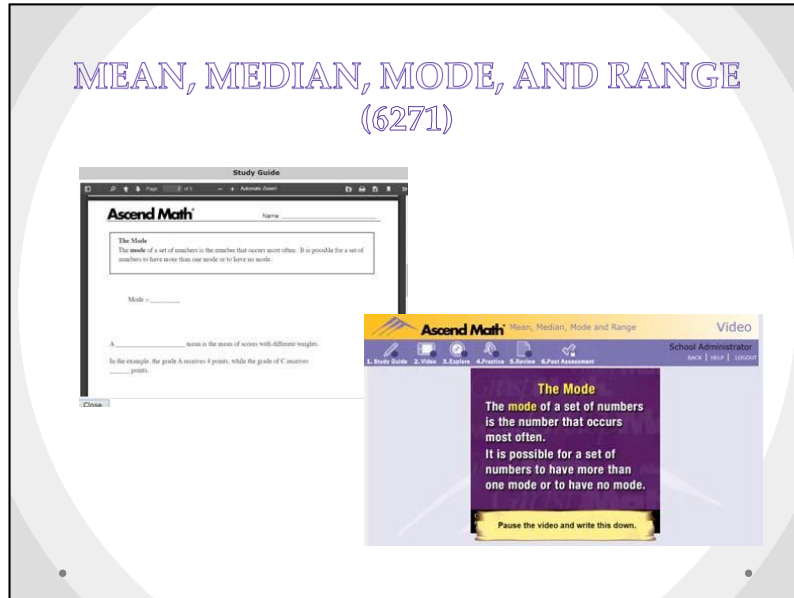 MEAN, MEDIAN, MODE, AND RANGE
(6271)
Study Guide
Page: 2 of 3 Automatic Zoom
Ascend Math Name:
The Mode
The mode of a set of numbers is the number that occurs most often. It is possible for a set of
numbers to have more than one mode or to have no mode.
Mode = ________
A ________________ mean is the mean of scores with different weights.
In the example, the grade A receives 4 points, while the grade of C receives
______ points.
Close
Ascend Math Mean, Median, Mode and Range Video
School Administrator
1. Study Guide 2. Video 3.Explore 4.Practice 5.Review 6.Post Assessment BACK | HELP | LOGOUT
The Mode
The mode of a set of numbers
is the number that occurs
most often.
It is possible for a set of
numbers to have more than
one mode or to have no mode.
Pause the video and write this down.